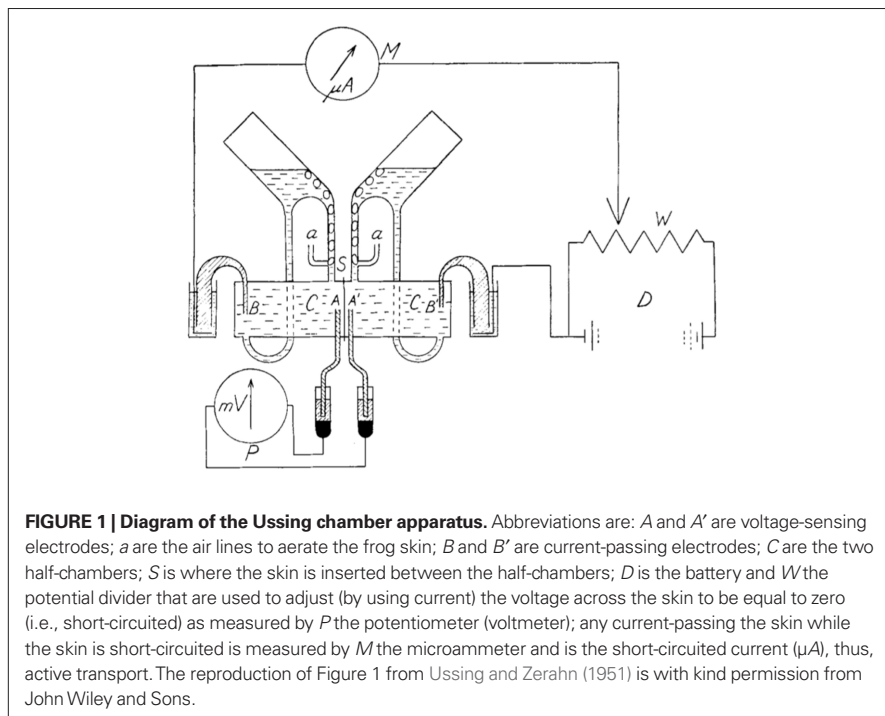 M
μA
a
a
W
S
B
C
A
A'
C
B'
D
mV
P
FIGURE 1 | Diagram of the Ussing chamber apparatus. Abbreviations are: A and A′ are voltage-sensing
electrodes; a are the air lines to aerate the frog skin; B and B′ are current-passing electrodes; C are the two
half-chambers; S is where the skin is inserted between the half-chambers; D is the battery and W the
potential divider that are used to adjust (by using current) the voltage across the skin to be equal to zero
(i.e., short-circuited) as measured by P the potentiometer (voltmeter); any current-passing the skin while
the skin is short-circuited is measured by M the microammeter and is the short-circuited current (μA), thus,
active transport. The reproduction of Figure 1 from Ussing and Zerahn (1951) is with kind permission from
John Wiley and Sons.